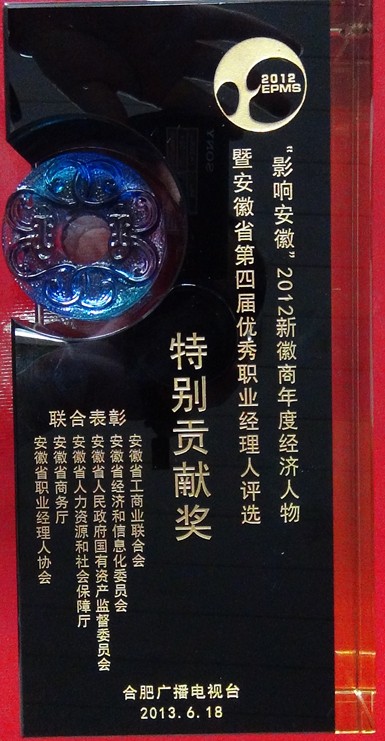 2012
EPMS
“影响安徽”2012新徽商年度经济人物
暨安徽省第四届优秀职业经理人评选
特别贡献奖
联合表彰
安徽省工商业联合会
安徽省经济和信息化委员会
安徽省人民政府国有资产监督委员会
安徽省人力资源和社会保障厅
安徽省商务厅
安徽省职业经理人协会
合肥广播电视台
2013.6.18